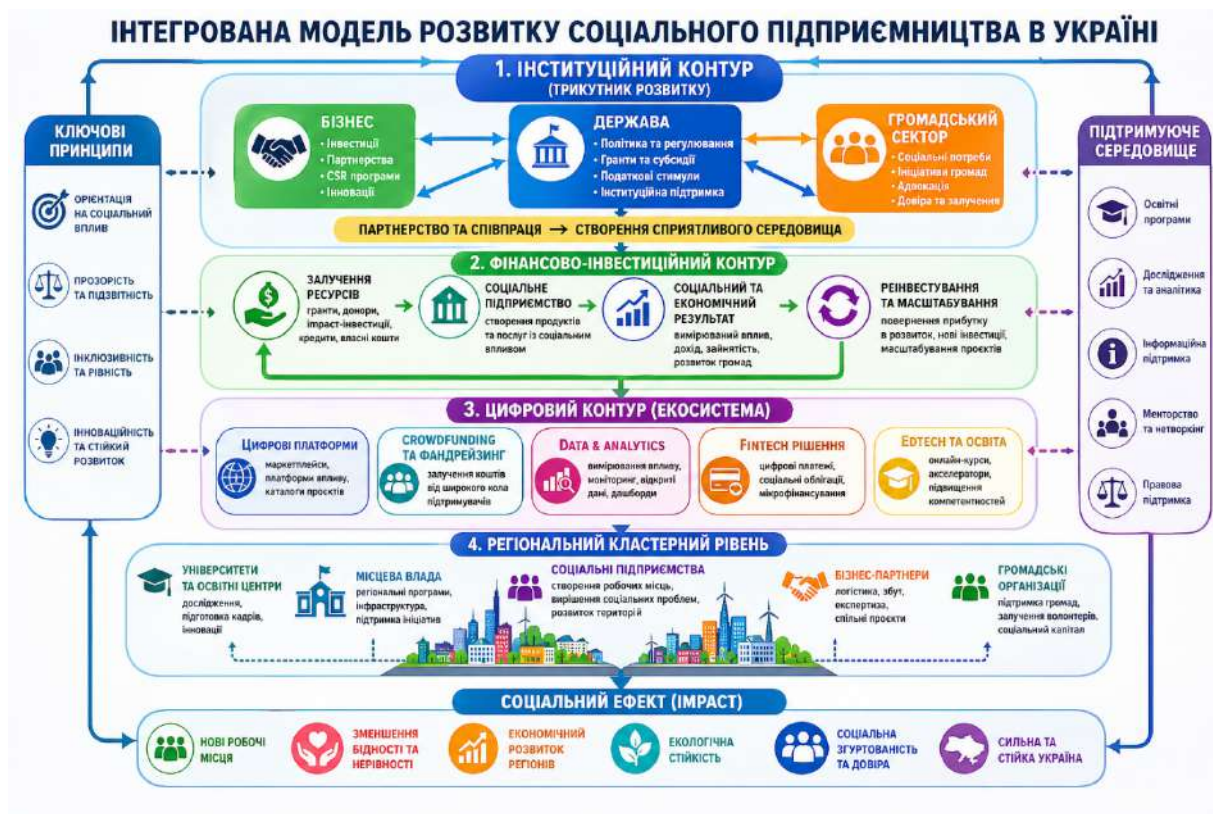 ІНТЕГРОВАНА МОДЕЛЬ РОЗВИТКУ СОЦІАЛЬНОГО ПІДПРИЄМНИЦТВА В УКРАЇНІ
1. ІНСТИТУЦІЙНИЙ КОНТУР
(ТРИКУТНИК РОЗВИТКУ)
БІЗНЕС
• Інвестиції
• Партнерства
• CSR програми
• Інновації
ДЕРЖАВА
• Політика та регулювання
• Гранти та субсидії
• Податкові стимули
• Інституційна підтримка
ГРОМАДСЬКИЙ
СЕКТОР
• Соціальні потреби
• Ініціативи громад
• Адвокація
• Довіра та залучення
ПАРТНЕРСТВО ТА СПІВПРАЦЯ → СТВОРЕННЯ СПРИЯТЛИВОГО СЕРЕДОВИЩА
КЛЮЧОВІ
ПРИНЦИПИ
ОРІЄНТАЦІЯ
НА СОЦІАЛЬНИЙ
ВПЛИВ
ПРОЗОРІСТЬ
ТА ПІДЗВІТНІСТЬ
ІНКЛЮЗИВНІСТЬ
ТА РІВНІСТЬ
ІННОВАЦІЙНІСТЬ
ТА СТІЙКИЙ
РОЗВИТОК
ПІДТРИМУЮЧЕ
СЕРЕДОВИЩЕ
Освітні
програми
Дослідження
та аналітика
Інформаційна
підтримка
Менторство
та нетворкінг
Правова
підтримка
2. ФІНАНСОВО-ІНВЕСТИЦІЙНИЙ КОНТУР
ЗАЛУЧЕННЯ
РЕСУРСІВ
гранти, донори,
імпраст-інвестиції,
кредити, власні кошти
СОЦІАЛЬНЕ
ПІДПРИЄМНИЦТВО
створення продуктів
та послуг із соціальним
впливом
СОЦІАЛЬНИЙ ТА
ЕКОНОМІЧНИЙ
РЕЗУЛЬТАТ
вимірюваний вплив,
дохід, зайнятість,
розвиток громад
РЕІНВЕСТУВАННЯ
ТА МАСШТАБУВАННЯ
повернення прибутку
в розвиток, нові інвестиції,
масштабування проєктів
3. ЦИФРОВИЙ КОНТУР (ЕКОСИСТЕМА)
ЦИФРОВІ ПЛАТФОРМИ
маркетплейси,
платформи впливу,
каталоги проєктів
CROWDFUNDING
ТА ФАНДРЕЙЗИНГ
залучення коштів
від широкого кола
підтримувачів
DATA & ANALYTICS
вимірювання впливу,
моніторинг, відкриті
дані, дашборди
FINTECH РІШЕННЯ
цифрові платежі,
соціальні облігації,
мікрофінансування
EDTECH ТА ОСВІТА
онлайн-курси,
акселератори,
підвищення
компетентностей
4. РЕГІОНАЛЬНИЙ КЛАСТЕРНИЙ РІВЕНЬ
УНІВЕРСИТЕТИ
ТА ОСВІТНІ ЦЕНТРИ
дослідження,
підготовка кадрів,
інновації
МІСЦЕВА ВЛАДА
регіональні програми,
інфраструктура,
підтримка ініціатив
СОЦІАЛЬНІ ПІДПРИЄМСТВА
створення робочих місць,
вирішення соціальних проблем,
розвиток територій
БІЗНЕС-ПАРТНЕРИ
логістика, збут,
експертиза,
спільні проєкти
ГРОМАДСЬКІ
ОРГАНІЗАЦІЇ
підтримка громад,
залучення волонтерів,
соціальний капітал
СОЦІАЛЬНИЙ ЕФЕКТ (IMPACT)
НОВІ РОБОЧІ
МІСЦЯ
ЗМЕНШЕННЯ
БІДНОСТІ ТА
НЕРІВНОСТІ
ЕКОНОМІЧНИЙ
РОЗВИТОК
РЕГІОНІВ
ЕКОЛОГІЧНА
СТІЙКІСТЬ
СОЦІАЛЬНА
ЗГУРТОВАНІСТЬ
ТА ДОВІРА
СИЛЬНА ТА
СТІЙКА УКРАЇНА